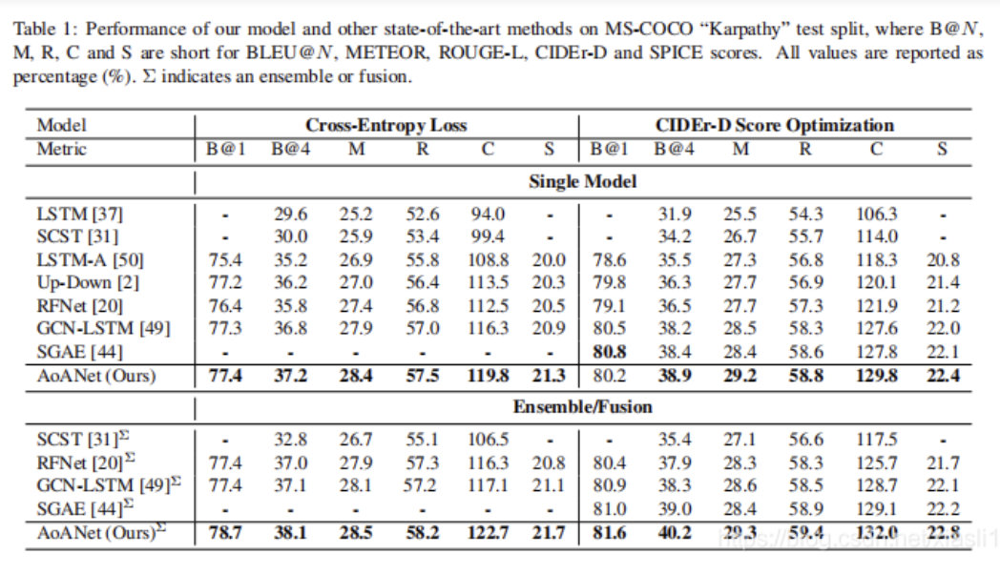 Table 1: Performance of our model and other state-of-the-art methods on MS-COCO “Karpathy” test split, where B@N,
M, R, C and S are short for BLEU@N, METEOR, ROUGE-L, CIDEr-D and SPICE scores. All values are reported as
percentage (%). Σ indicates an ensemble or fusion.
Model Cross-Entropy Loss CIDEr-D Score Optimization
Metric B@1 B@4 M R C S B@1 B@4 M R C S
Single Model
LSTM [37] - 29.6 25.2 52.6 94.0 - - 31.9 25.5 54.3 106.3 -
SCST [31] - 30.0 25.9 53.4 99.4 - - 34.2 26.7 55.7 114.0 -
LSTM-A [50] 75.4 35.2 26.9 55.8 108.8 20.0 78.6 35.5 27.3 56.8 118.3 20.8
Up-Down [2] 77.2 36.2 27.0 56.4 113.5 20.3 79.8 36.3 27.7 56.9 120.1 21.4
RFNet [20] 76.4 35.8 27.4 56.8 112.5 20.5 79.1 36.5 27.7 57.3 121.9 21.2
GCN-LSTM [49] 77.3 36.8 27.9 57.0 116.3 20.9 80.5 38.2 28.5 58.3 127.6 22.0
SGAE [44] - - - - - - 80.8 38.4 28.4 58.6 127.8 22.1
AoANet (Ours) 77.4 37.2 28.4 57.5 119.8 21.3 80.2 38.9 29.2 58.8 129.8 22.4
Ensemble/Fusion
SCST [31]Σ - 32.8 26.7 55.1 106.5 - - 35.4 27.1 56.6 117.5 -
RFNet [20]Σ 77.4 37.0 27.9 57.3 116.3 20.8 80.4 37.9 28.3 58.3 125.7 21.7
GCN-LSTM [49]Σ 77.4 37.1 28.1 57.2 117.1 21.1 80.9 38.3 28.6 58.5 128.7 22.1
SGAE [44]Σ - - - - - - 81.0 39.0 28.4 58.9 129.1 22.2
AoANet (Ours)Σ 78.7 38.1 28.5 58.2 122.7 21.7 81.6 40.2 29.3 59.4 132.0 22.8